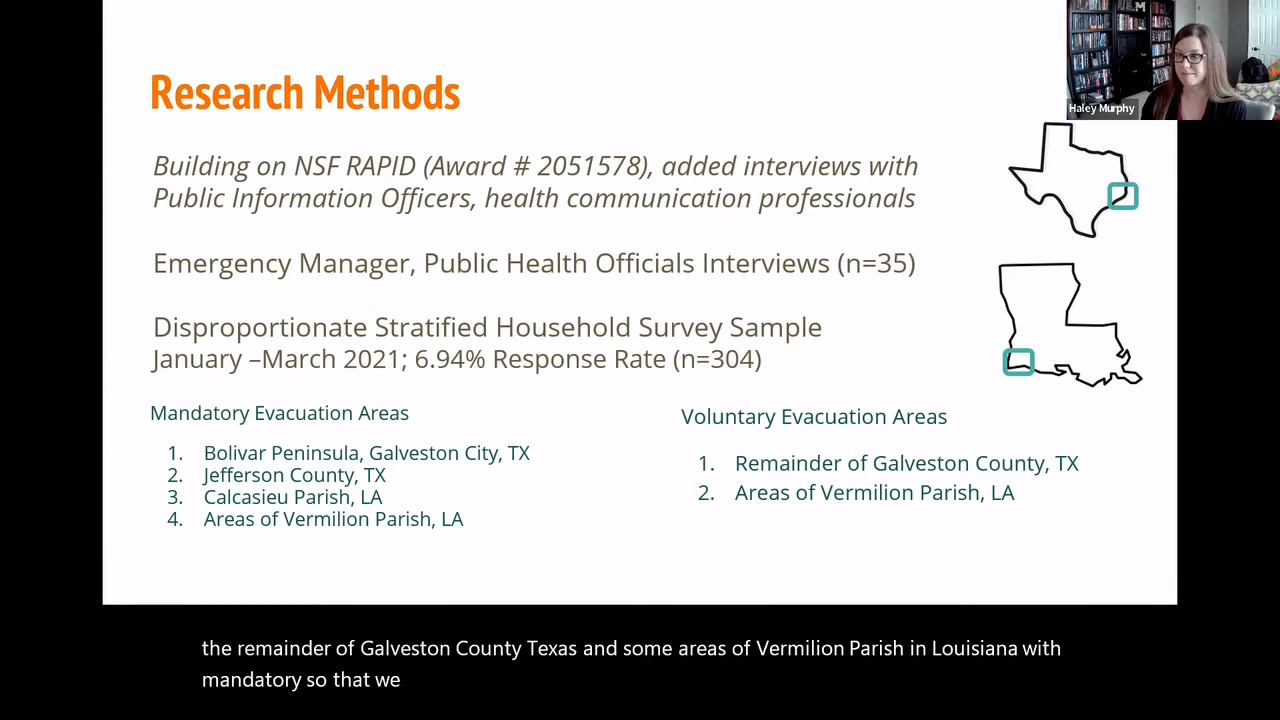 Research Methods
Haley Murphy
Building on NSF RAPID (Award # 2051578), added interviews with
Public Information Officers, health communication professionals
Emergency Manager, Public Health Officials Interviews (n=35)
Disproportionate Stratified Household Survey Sample
January –March 2021; 6.94% Response Rate (n=304)
Mandatory Evacuation Areas
1. Bolivar Peninsula, Galveston City, TX
2. Jefferson County, TX
3. Calcasieu Parish, LA
4. Areas of Vermilion Parish, LA
Voluntary Evacuation Areas
1. Remainder of Galveston County, TX
2. Areas of Vermilion Parish, LA
the remainder of Galveston County Texas and some areas of Vermilion Parish in Louisiana with
mandatory so that we